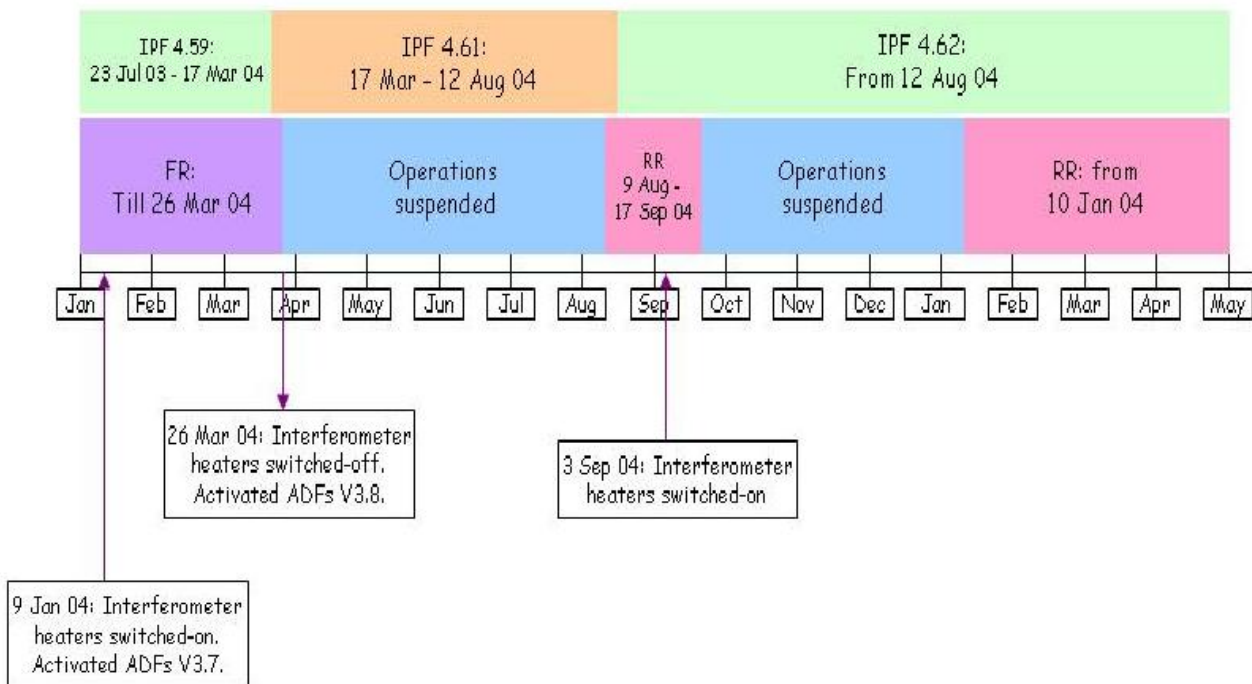 IPF 4.59:
23 Jul 03 - 17 Mar 04
IPF 4.61:
17 Mar - 12 Aug 04
IPF 4.62:
From 12 Aug 04
FR:
Till 26 Mar 04
Operations
suspended
RR
9 Aug -
17 Sep 04
Operations
suspended
RR: from
10 Jan 04
Jan
Feb
Mar
Apr
May
Jun
Jul
Aug
Sep
Oct
Nov
Dec
Jan
Feb
Mar
Apr
May
26 Mar 04: Interferometer
heaters switched-off.
Activated ADFs V3.8.
3 Sep 04: Interferometer
heaters switched-on
9 Jan 04: Interferometer
heaters switched-on.
Activated ADFs V3.7.